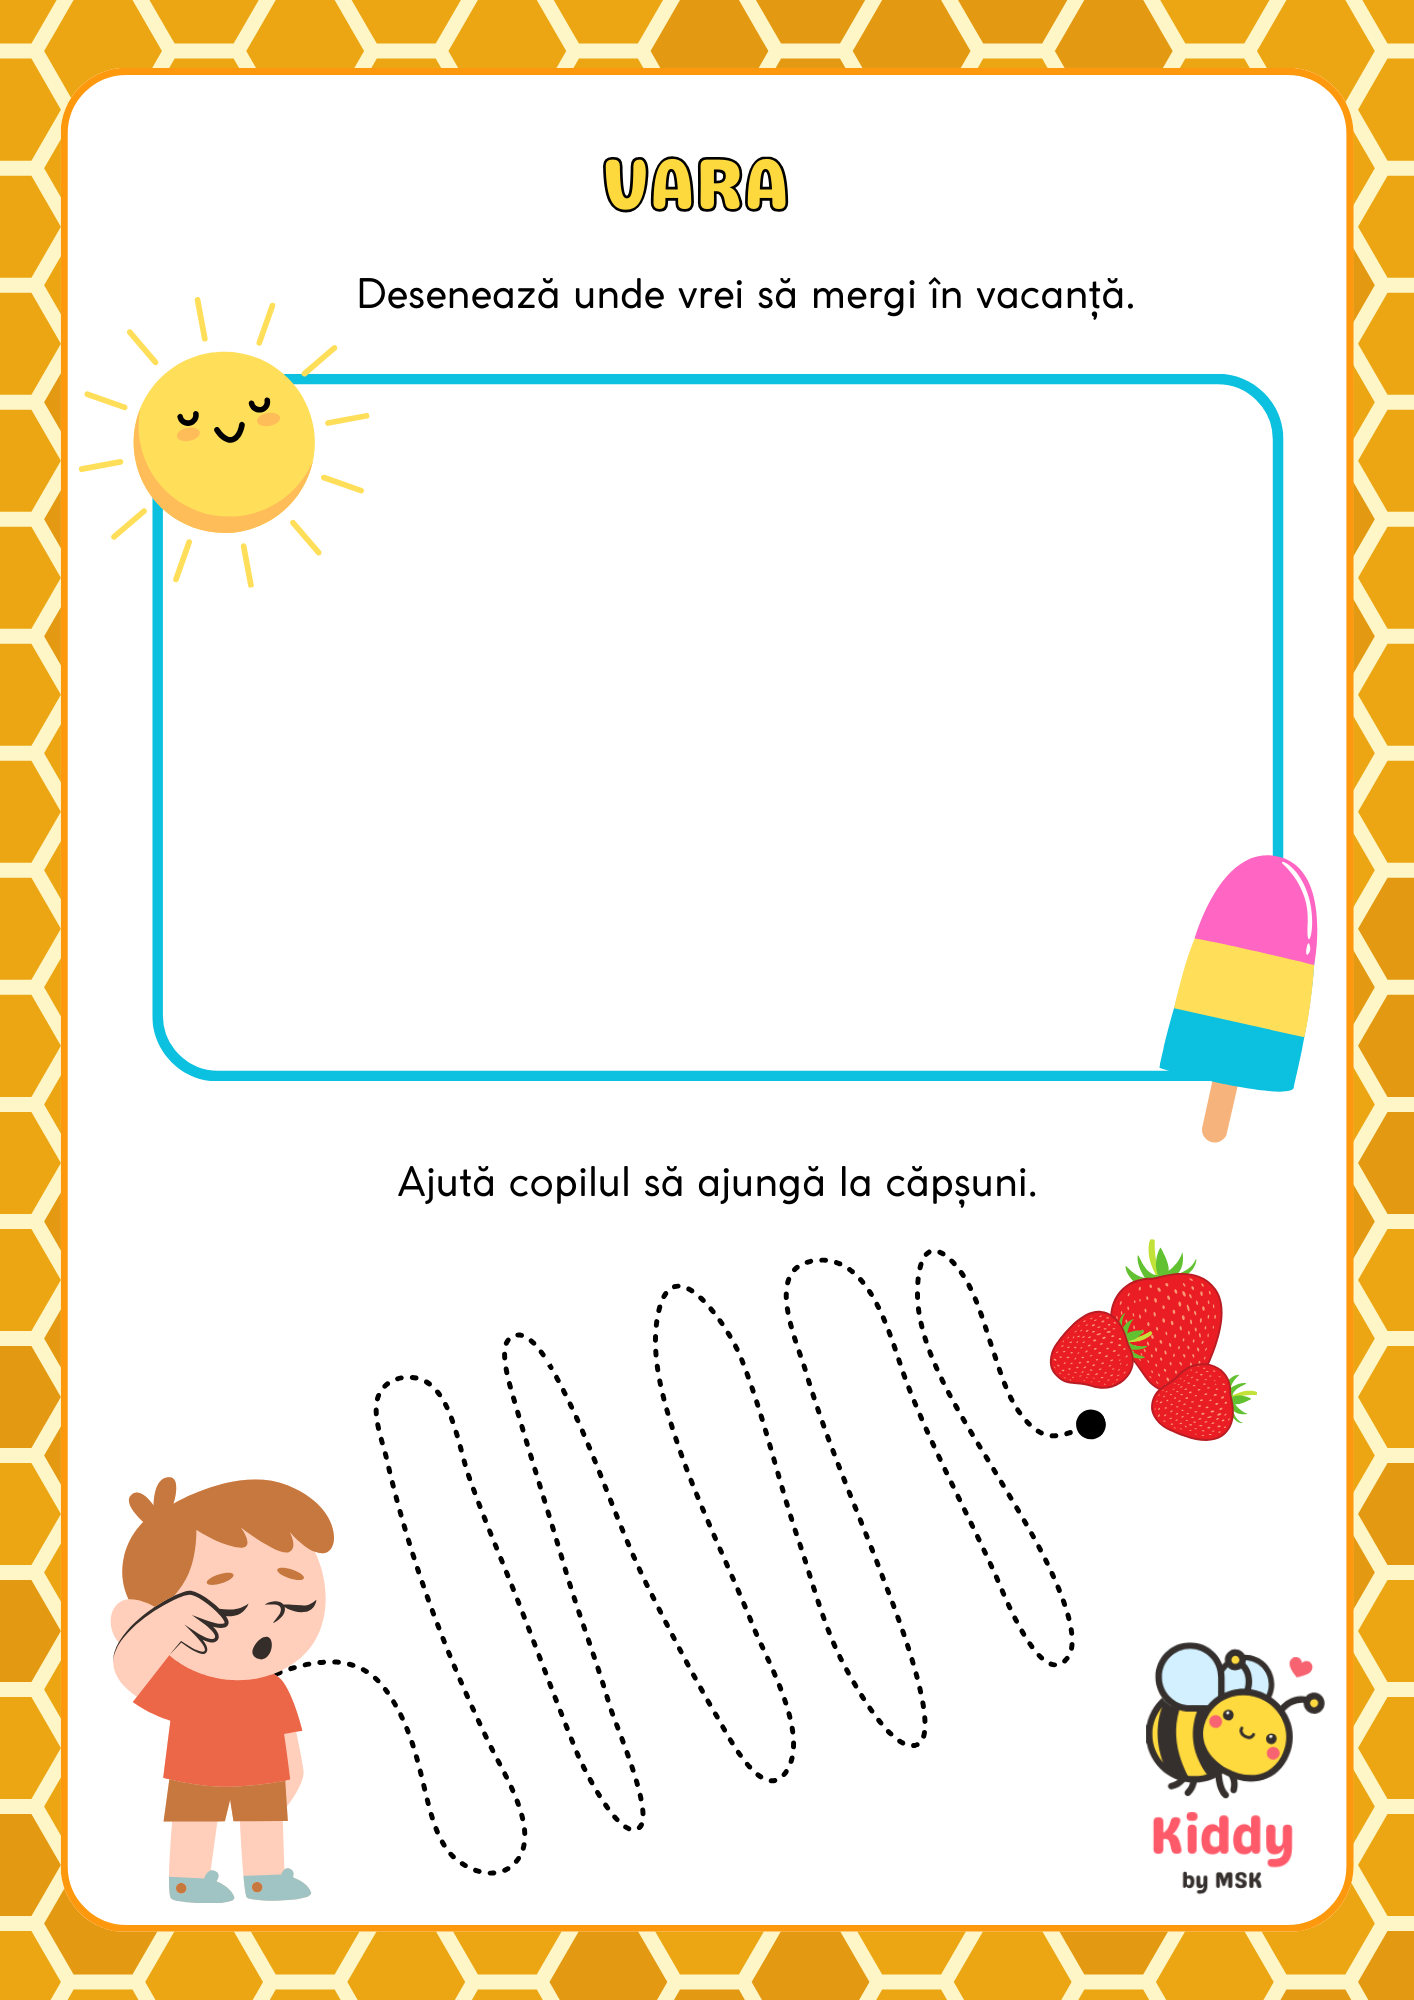 VARA
Desenează unde vrei să mergi în vacanță.
Ajută copilul să ajungă la căpșuni.
Kiddy
by MSK